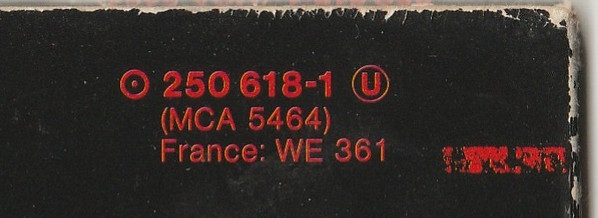 ⊙ 250 618-1 Ⓤ
(MCA 5464)
France: WE 361